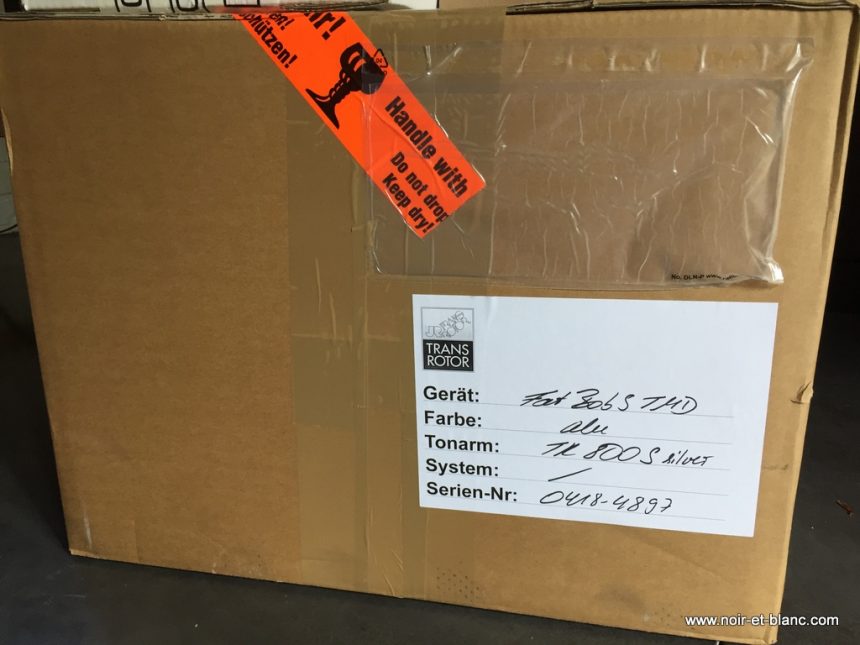 ützen!
Handle with
Do not drop
Keep dry!
TRANS
ROTOR
Gerät: Fat Bob S TMD
Farbe: alu
Tonarm: TR 800 S silver
System: /
Serien-Nr: 0418-4897
www.noir-et-blanc.com